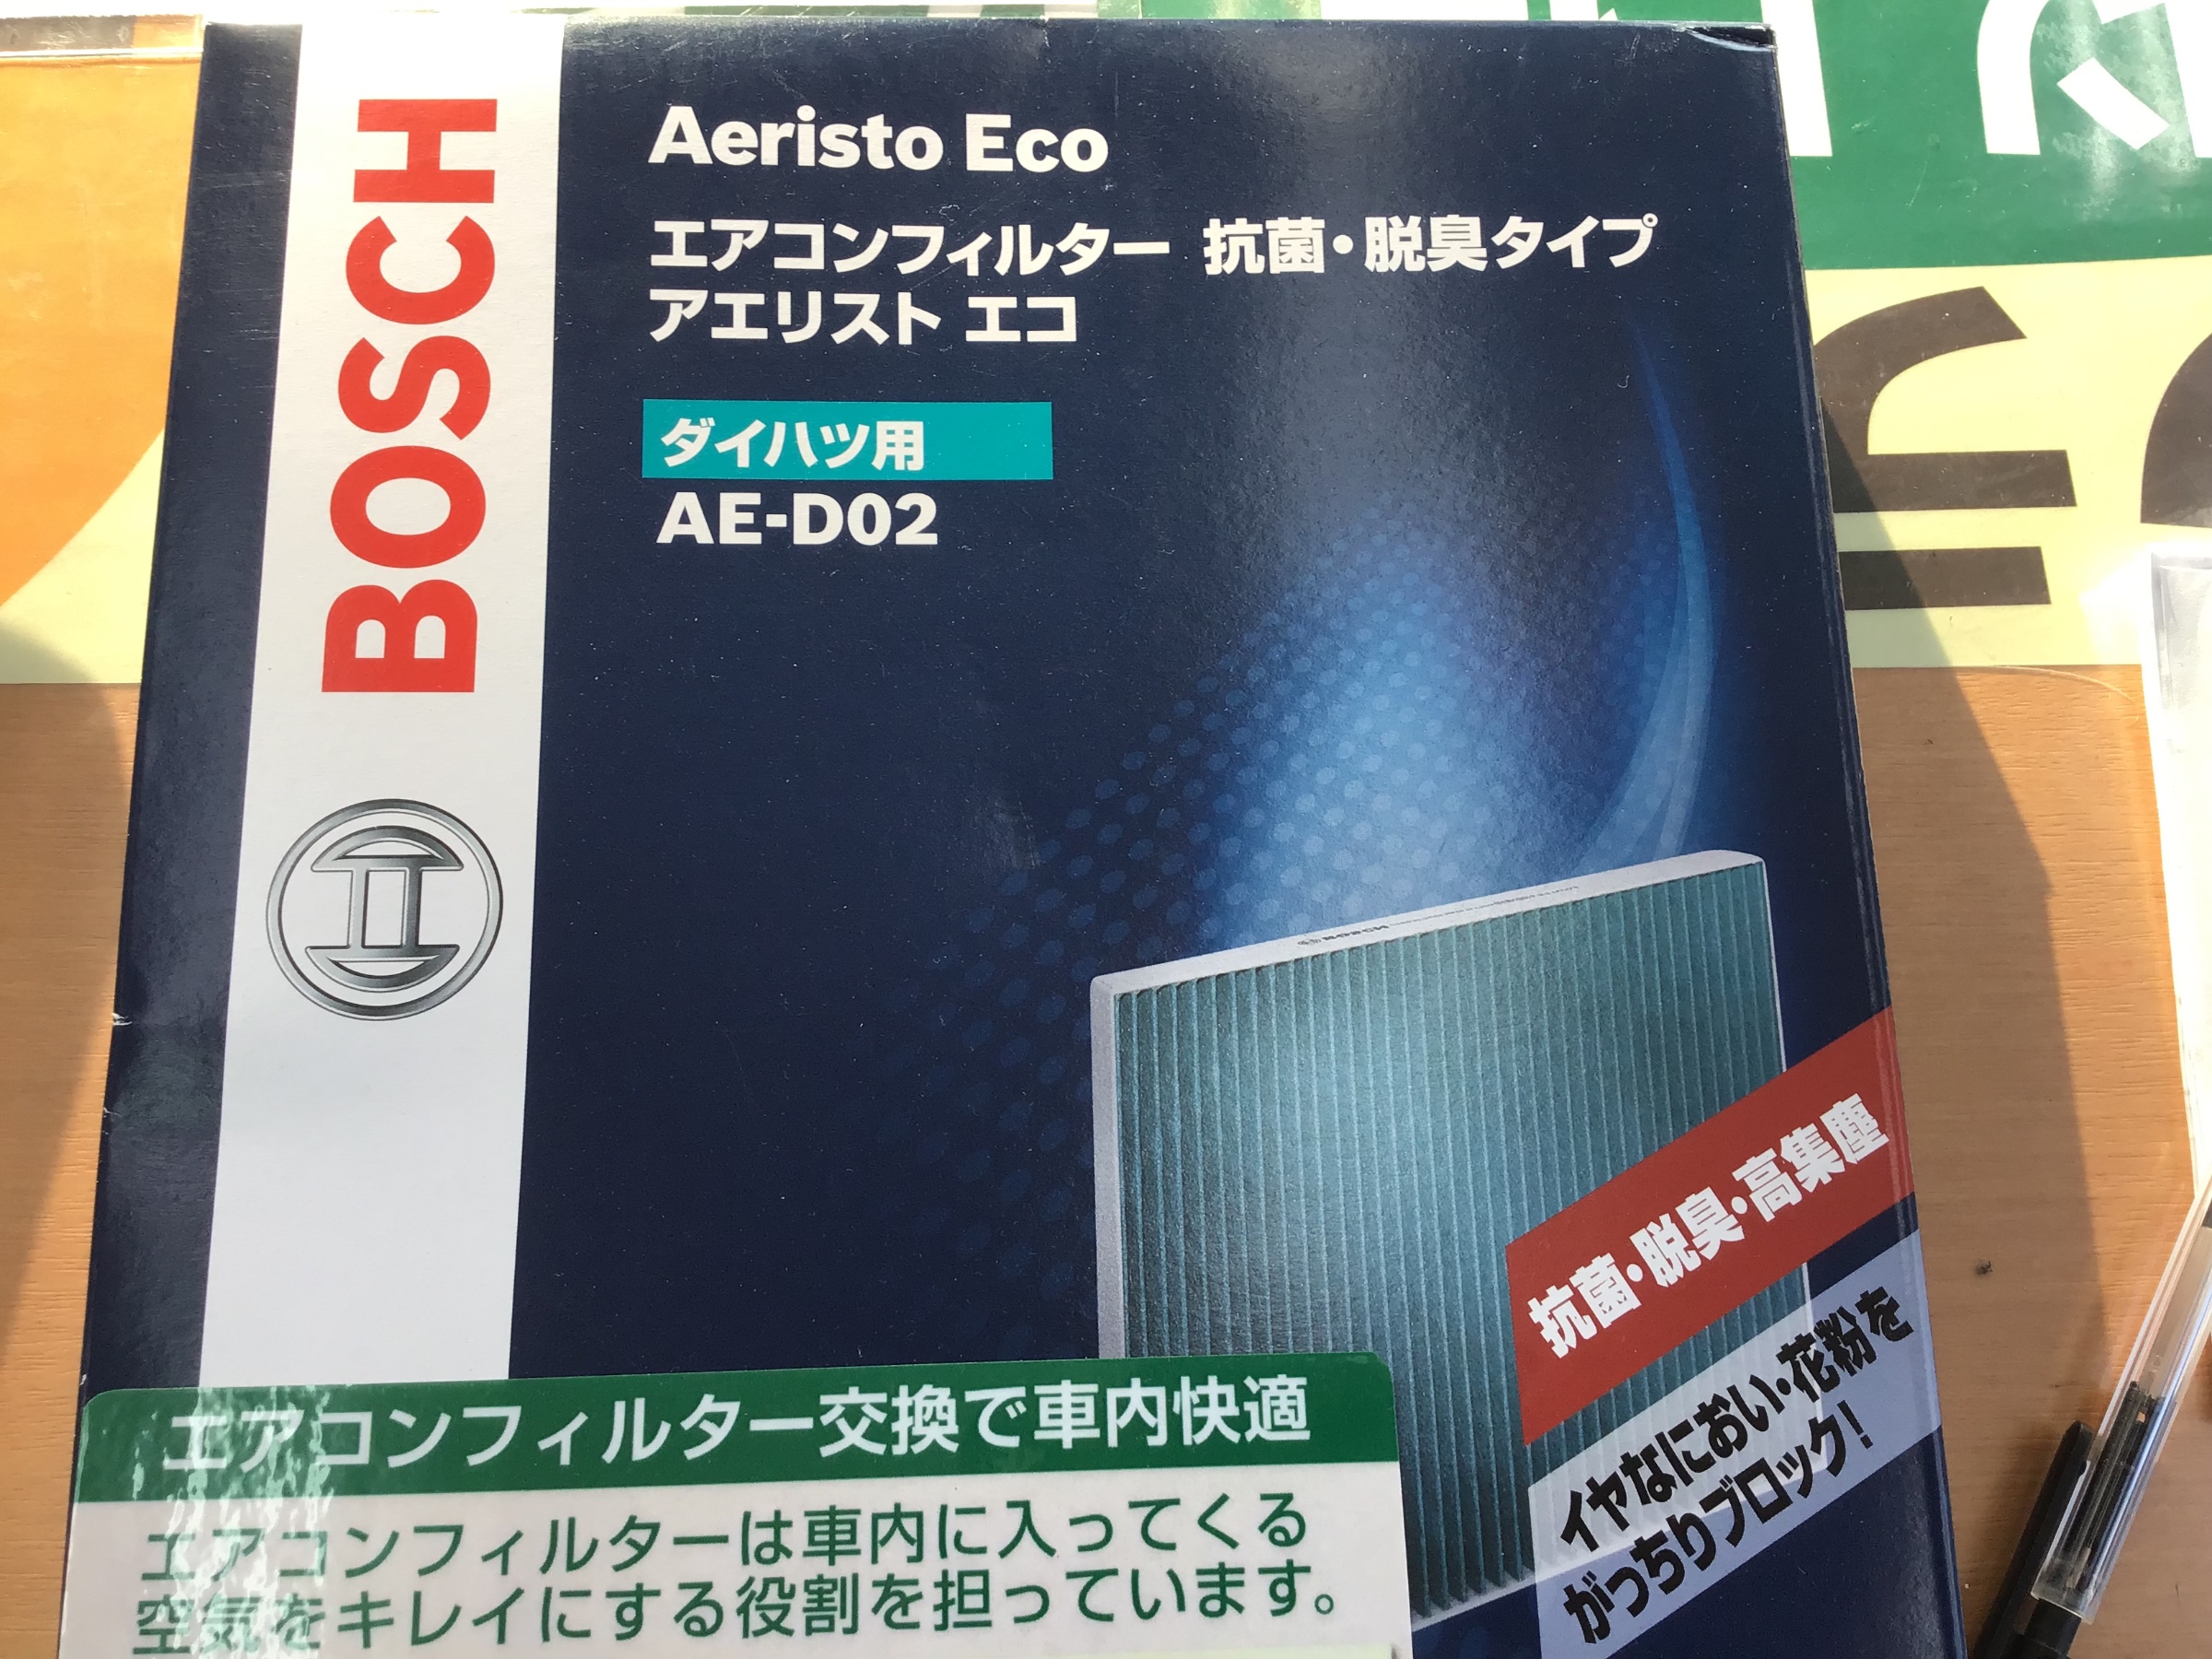 BOSCH
Aeristo Eco
エアコンフィルター 抗菌・脱臭タイプ
アエリスト エコ
ダイハツ用
AE-D02
BOSCH
抗菌・脱臭・高集塵
イヤなにおい・花粉を
がっちりブロック!
エアコンフィルター交換で車内快適
エアコンフィルターは車内に入ってくる
空気をキレイにする役割を担っています。